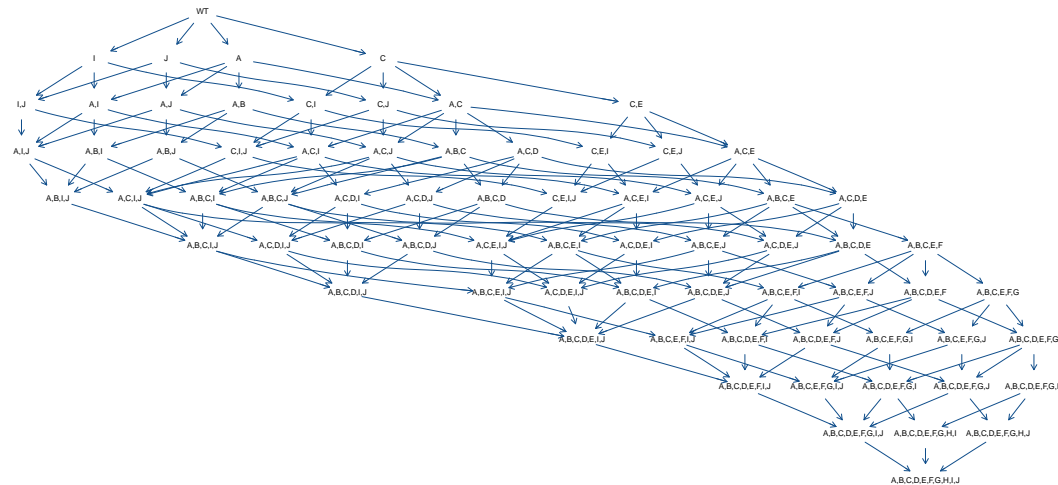 WT
I J A C
I,J A,I A,J A,B C,I C,J A,C C,E
A,I,J A,B,I A,B,J C,I,J A,C,I A,C,J A,B,C A,C,D C,E,I C,E,J A,C,E
A,B,I,J A,C,I,J A,B,C,I A,B,C,J A,C,D,I A,C,D,J A,B,C,D C,E,I,J A,C,E,I A,C,E,J A,B,C,E A,C,D,E
A,B,C,I,J A,C,D,I,J A,B,C,D,I A,B,C,D,J A,C,E,I,J A,B,C,E,I A,C,D,E,I A,B,C,E,J A,C,D,E,J A,B,C,D,E A,B,C,E,F
A,B,C,D,I,J A,B,C,E,I,J A,C,D,E,I,J A,B,C,D,E,I A,B,C,D,E,J A,B,C,E,F,I A,B,C,E,F,J A,B,C,D,E,F A,B,C,E,F,G
A,B,C,D,E,I,J A,B,C,E,F,I,J A,B,C,D,E,F,I A,B,C,D,E,F,J A,B,C,E,F,G,I A,B,C,E,F,G,J A,B,C,D,E,F,G
A,B,C,D,E,F,I,J A,B,C,E,F,G,I,J A,B,C,D,E,F,G,I A,B,C,D,E,F,G,J A,B,C,D,E,F,G,
A,B,C,D,E,F,G,I,J A,B,C,D,E,F,G,H,I A,B,C,D,E,F,G,H,J
A,B,C,D,E,F,G,H,I,J